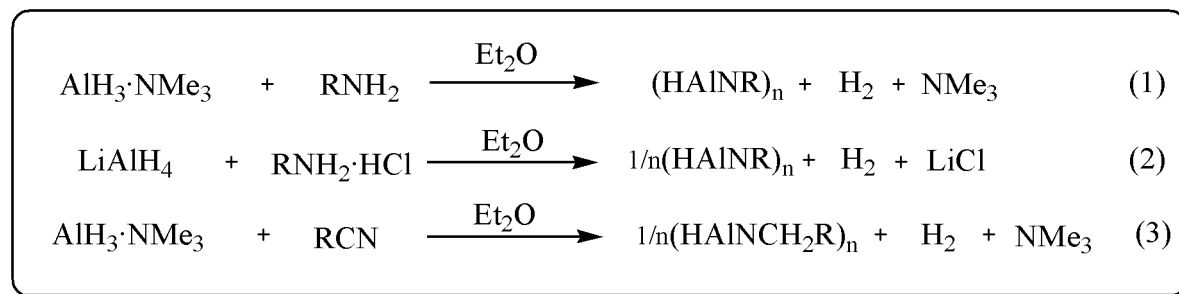 AlH₃·NMe₃ + RNH₂ Et₂O (HAlNR)ₙ + H₂ + NMe₃ (1)
LiAlH₄ + RNH₂·HCl Et₂O 1/n(HAlNR)ₙ + H₂ + LiCl (2)
AlH₃·NMe₃ + RCN Et₂O 1/n(HAlNCH₂R)ₙ + H₂ + NMe₃ (3)